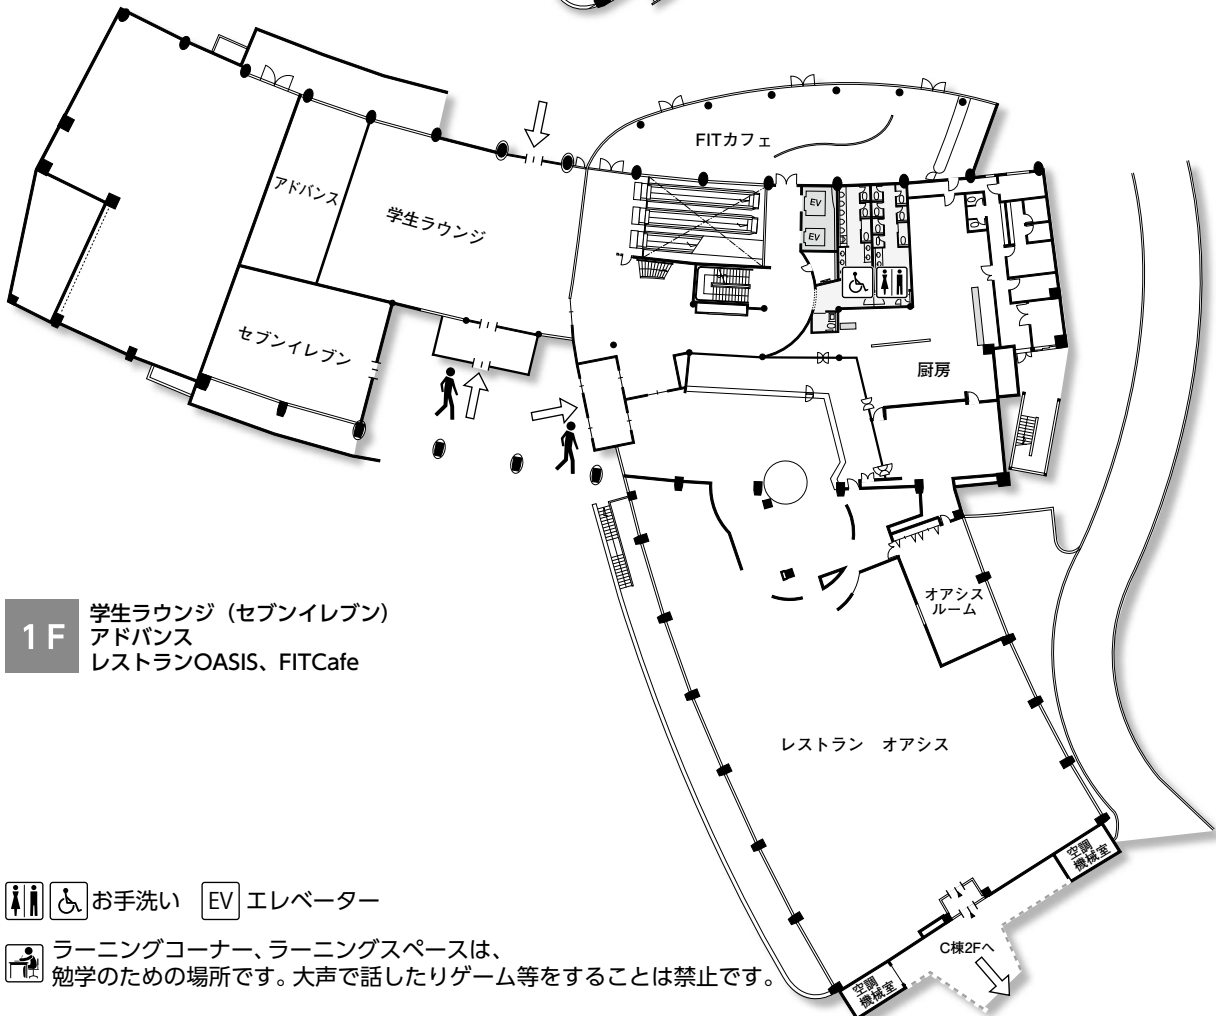 FITカフェ
EV
EV
アドバンス
学生ラウンジ
セブンイレブン
厨房
オアシス
ルーム
1F
学生ラウンジ（セブンイレブン）
アドバンス
レストランOASIS、FITCafe
レストラン　オアシス
空調
機械室
お手洗い
EV エレベーター
ラーニングコーナー、ラーニングスペースは、
勉学のための場所です。大声で話したりゲーム等をすることは禁止です。
C棟2Fへ
空調
機械室